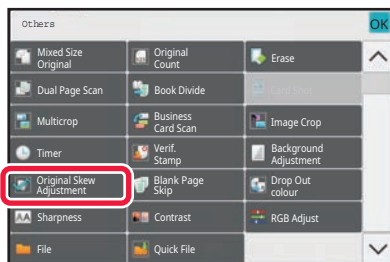 Others
OK
Mixed Size
Original
Original
Count
Erase
Dual Page Scan
Book Divide
Card Shot
Multicrop
Business
Card Scan
Image Crop
Timer
Verif.
Stamp
Background
Adjustment
Original Skew
Adjustment
Blank Page
Skip
Drop Out
colour
Sharpness
Contrast
RGB Adjust
File
Quick File